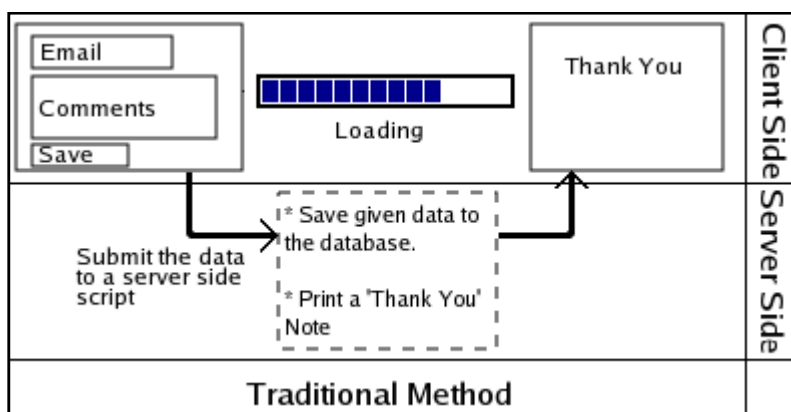 Email
Comments
Save
Loading
Thank You
Client Side
Submit the data
to a server side
script
* Save given data to
the database.
* Print a 'Thank You'
Note
Server Side
Traditional Method